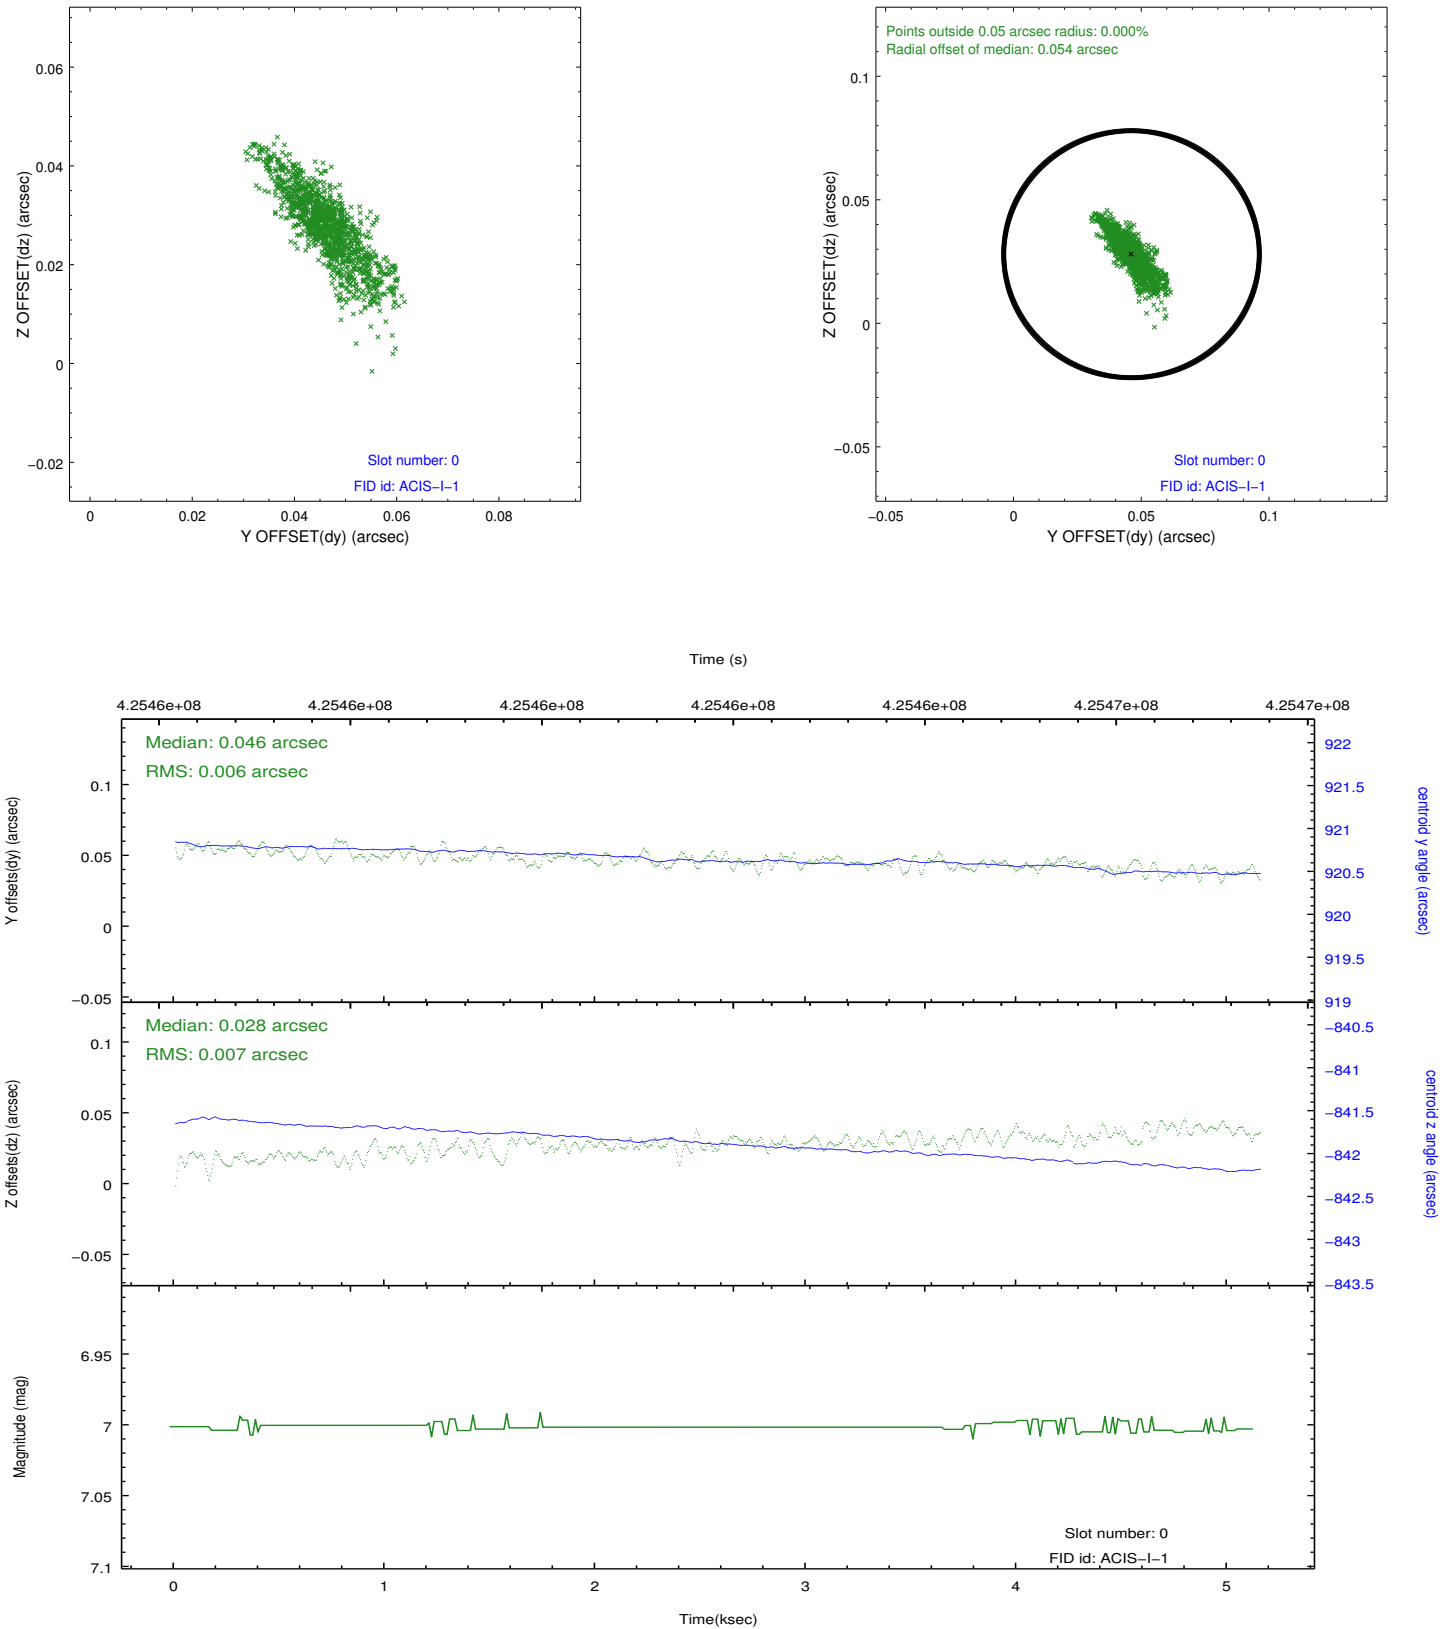 0.06
0.04
0.02
0
−0.02
0
0.02
0.04
0.06
0.08
Z OFFSET(dz) (arcsec)
Y OFFSET(dy) (arcsec)
Slot number: 0
FID id: ACIS−I−1
Points outside 0.05 arcsec radius: 0.000%
Radial offset of median: 0.054 arcsec
0.1
0.05
0
−0.05
−0.05
0
0.05
0.1
Z OFFSET(dz) (arcsec)
Y OFFSET(dy) (arcsec)
Slot number: 0
FID id: ACIS−I−1
Time (s)
4.2546e+08 4.2546e+08 4.2546e+08 4.2546e+08 4.2546e+08 4.2547e+08 4.2547e+08
Median: 0.046 arcsec
RMS: 0.006 arcsec
0.1
0.05
0
−0.05
Y offsets(dy) (arcsec)
922
921.5
921
920.5
920
919.5
919
centroid y angle (arcsec)
Median: 0.028 arcsec
RMS: 0.007 arcsec
0.1
0.05
0
−0.05
Z offsets(dz) (arcsec)
−840.5
−841
−841.5
−842
−842.5
−843
−843.5
centroid z angle (arcsec)
6.95
7
7.05
7.1
Magnitude (mag)
Slot number: 0
FID id: ACIS−I−1
0 1 2 3 4 5
Time(ksec)